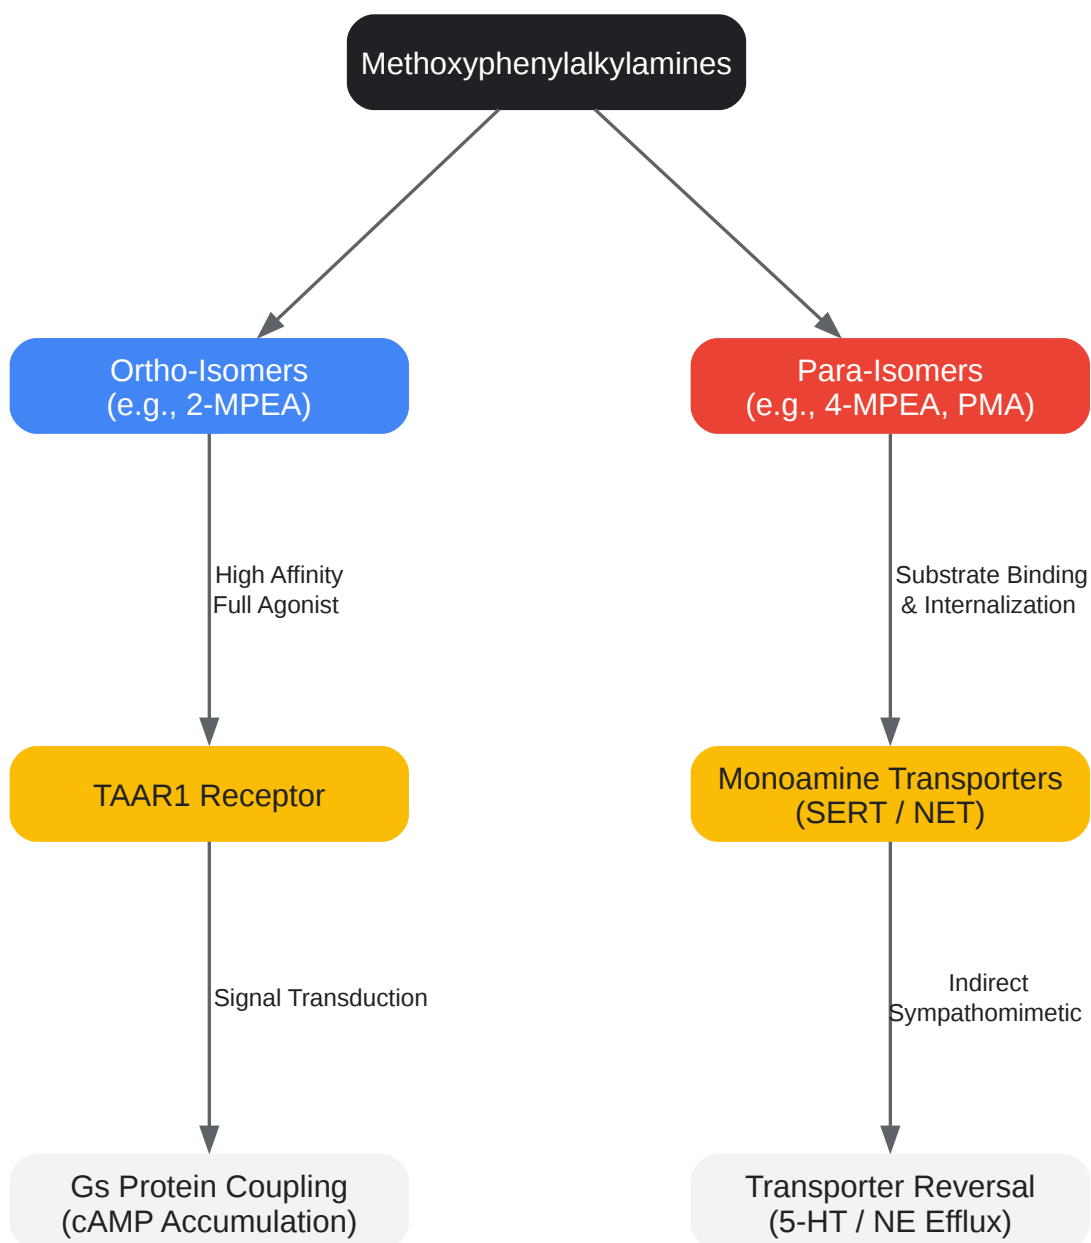 Methoxyphenylalkylamines
Ortho-Isomers
(e.g., 2-MPEA)
Para-Isomers
(e.g., 4-MPEA, PMA)
High Affinity
Full Agonist
Substrate Binding
& Internalization
TAAR1 Receptor
Monoamine Transporters
(SERT / NET)
Signal Transduction
Indirect
Sympathomimetic
Gs Protein Coupling
(cAMP Accumulation)
Transporter Reversal
(5-HT / NE Efflux)